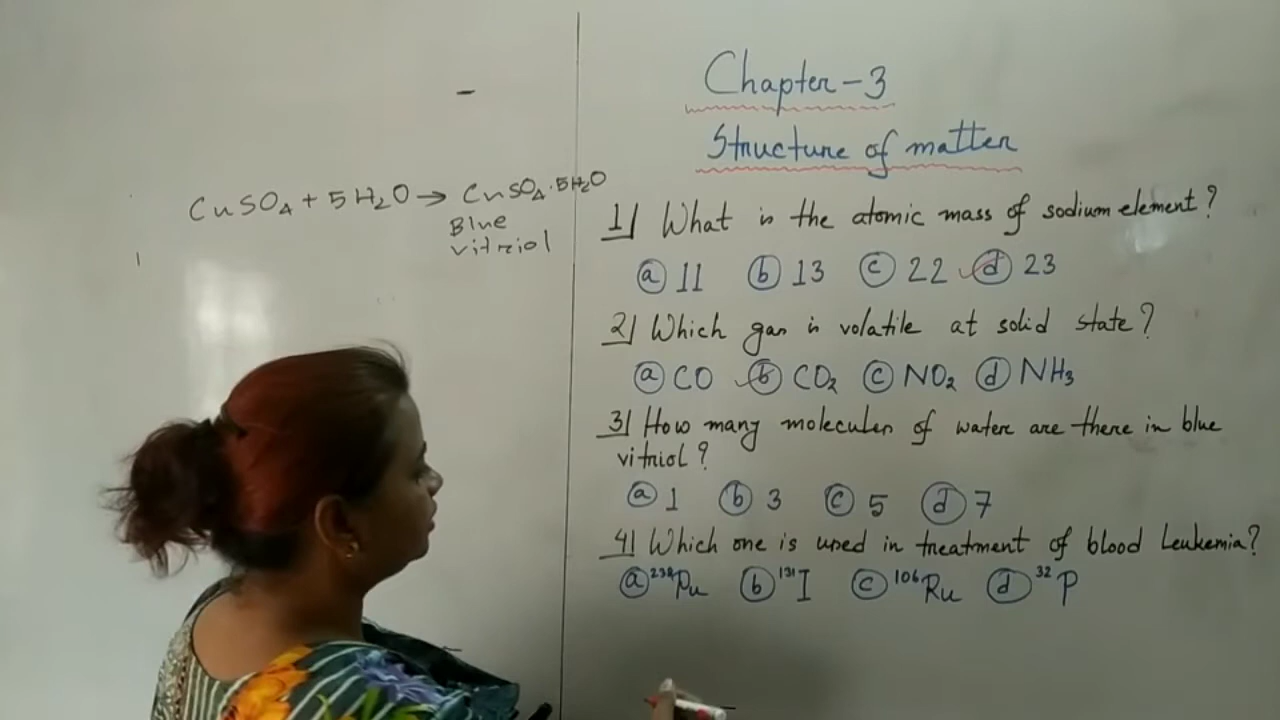 CuSO₄ + 5H₂O → CuSO₄·5H₂O
Blue
vitriol
Chapter-3
Structure of matter
1) What is the atomic mass of sodium element?
ⓐ 11 ⓑ 13 ⓒ 22 ✓ⓓ 23
2) Which gas is volatile at solid state?
ⓐ CO ✓ⓑ CO₂ ⓒ NO₂ ⓓ NH₃
3) How many molecules of water are there in blue
vitriol?
ⓐ 1 ⓑ 3 ⓒ 5 ⓓ 7
4) Which one is used in treatment of blood Leukemia?
ⓐ ²³⁸Pu ⓑ ¹³¹I ⓒ ¹⁰⁶Ru ⓓ ³²P